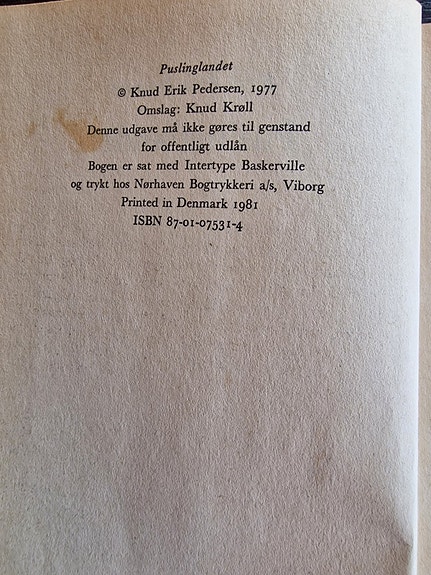 Puslinglandet
© Knud Erik Pedersen, 1977
Omslag: Knud Krøll
Denne udgave må ikke gøres til genstand
for offentligt udlån
Bogen er sat med Intertype Baskerville
og trykt hos Nørhaven Bogtrykkeri a/s, Viborg
Printed in Denmark 1981
ISBN 87-01-07531-4